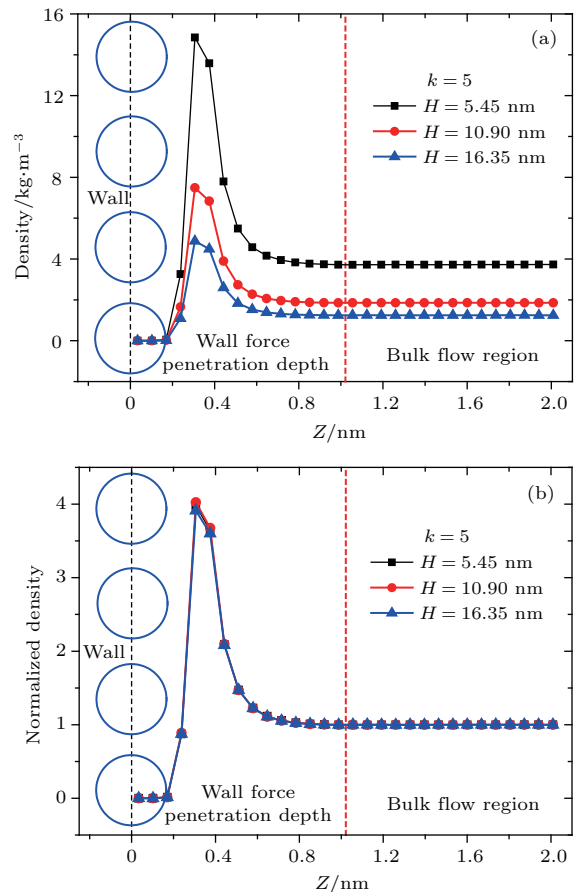 (a)
16
12
8
4
0
Density/kg·m⁻³
k = 5
H = 5.45 nm
H = 10.90 nm
H = 16.35 nm
Wall
Wall force
penetration depth
Bulk flow region
0 0.4 0.8 1.2 1.6 2.0
Z/nm
(b)
4
3
2
1
0
Normalized density
k = 5
H = 5.45 nm
H = 10.90 nm
H = 16.35 nm
Wall
Wall force
penetration depth
Bulk flow region
0 0.4 0.8 1.2 1.6 2.0
Z/nm